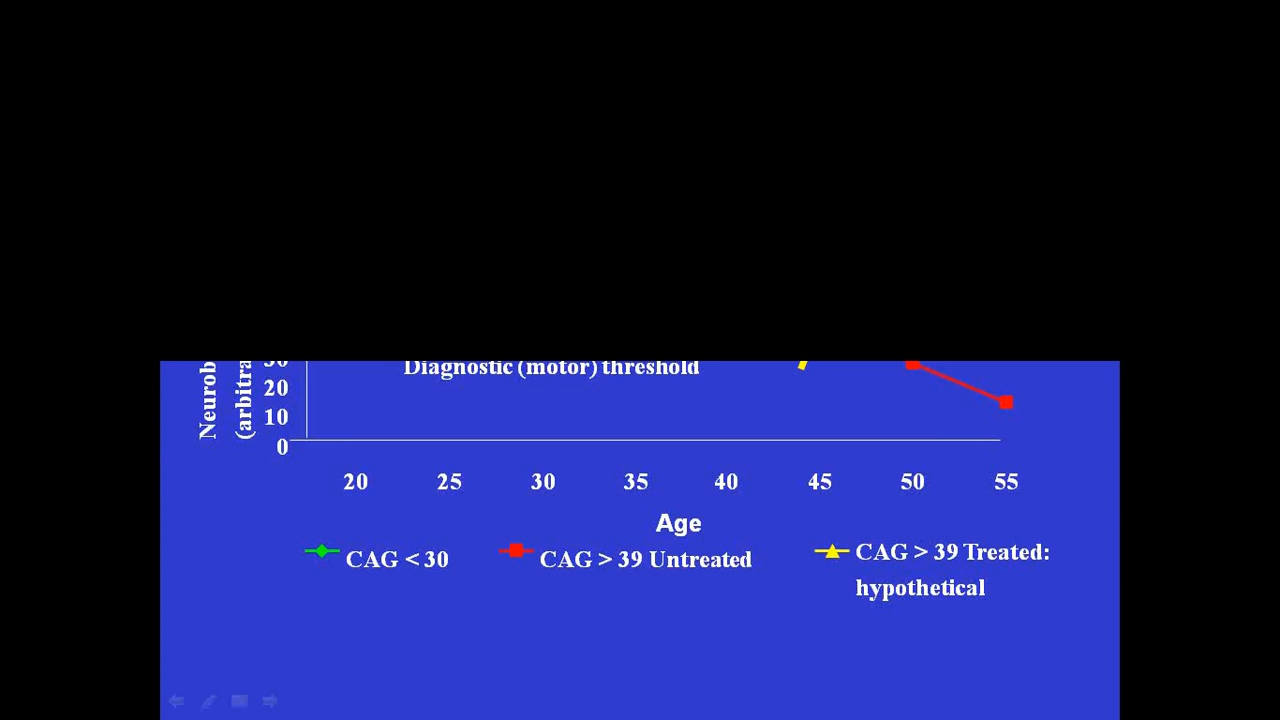 Diagnostic (motor) threshold
20
10
0
20 25 30 35 40 45 50 55
Age
CAG < 30 CAG > 39 Untreated CAG > 39 Treated:
hypothetical